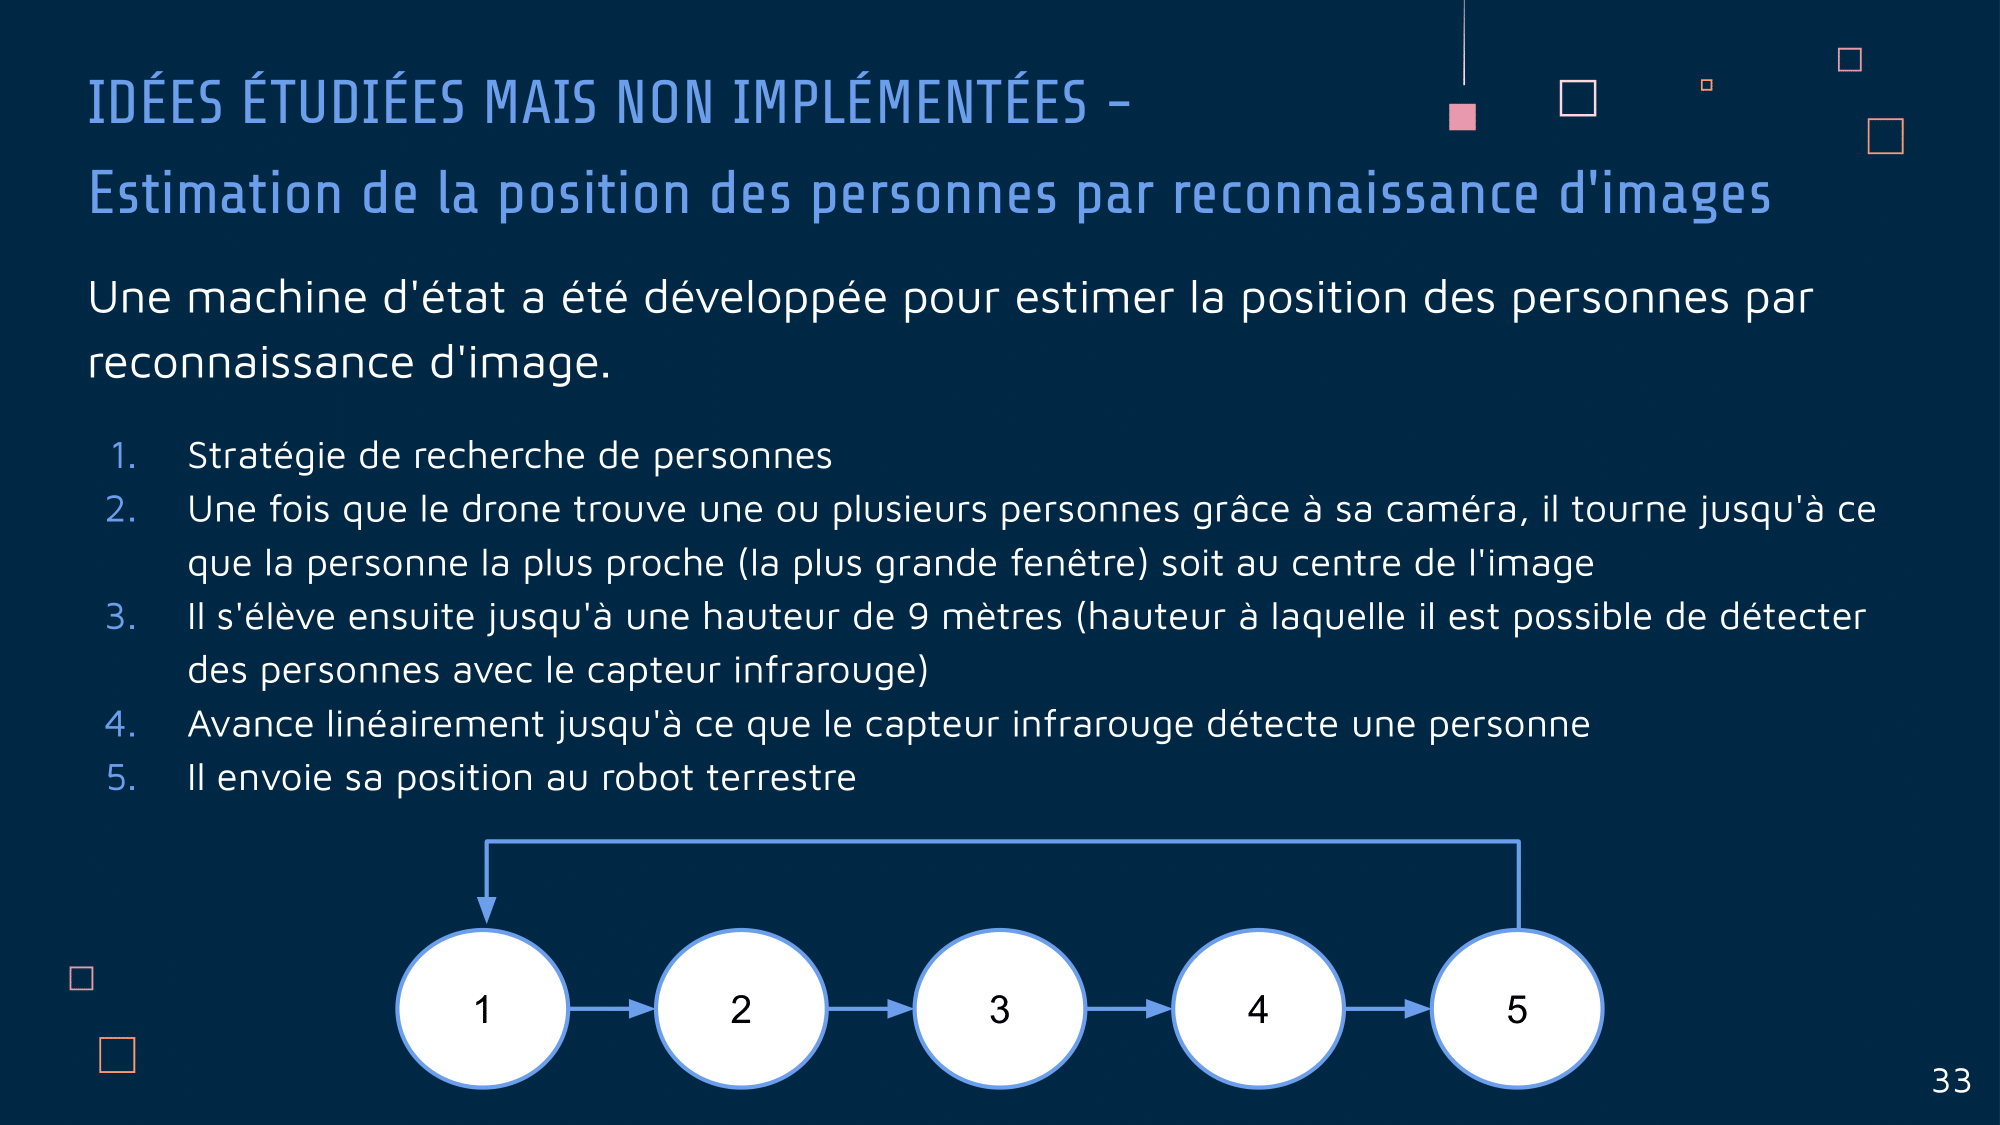 IDÉES ÉTUDIÉES MAIS NON IMPLÉMENTÉES –
Estimation de la position des personnes par reconnaissance d'images
Une machine d'état a été développée pour estimer la position des personnes par
reconnaissance d'image.
1. Stratégie de recherche de personnes
2. Une fois que le drone trouve une ou plusieurs personnes grâce à sa caméra, il tourne jusqu'à ce
que la personne la plus proche (la plus grande fenêtre) soit au centre de l'image
3. Il s'élève ensuite jusqu'à une hauteur de 9 mètres (hauteur à laquelle il est possible de détecter
des personnes avec le capteur infrarouge)
4. Avance linéairement jusqu'à ce que le capteur infrarouge détecte une personne
5. Il envoie sa position au robot terrestre
1 2 3 4 5
33